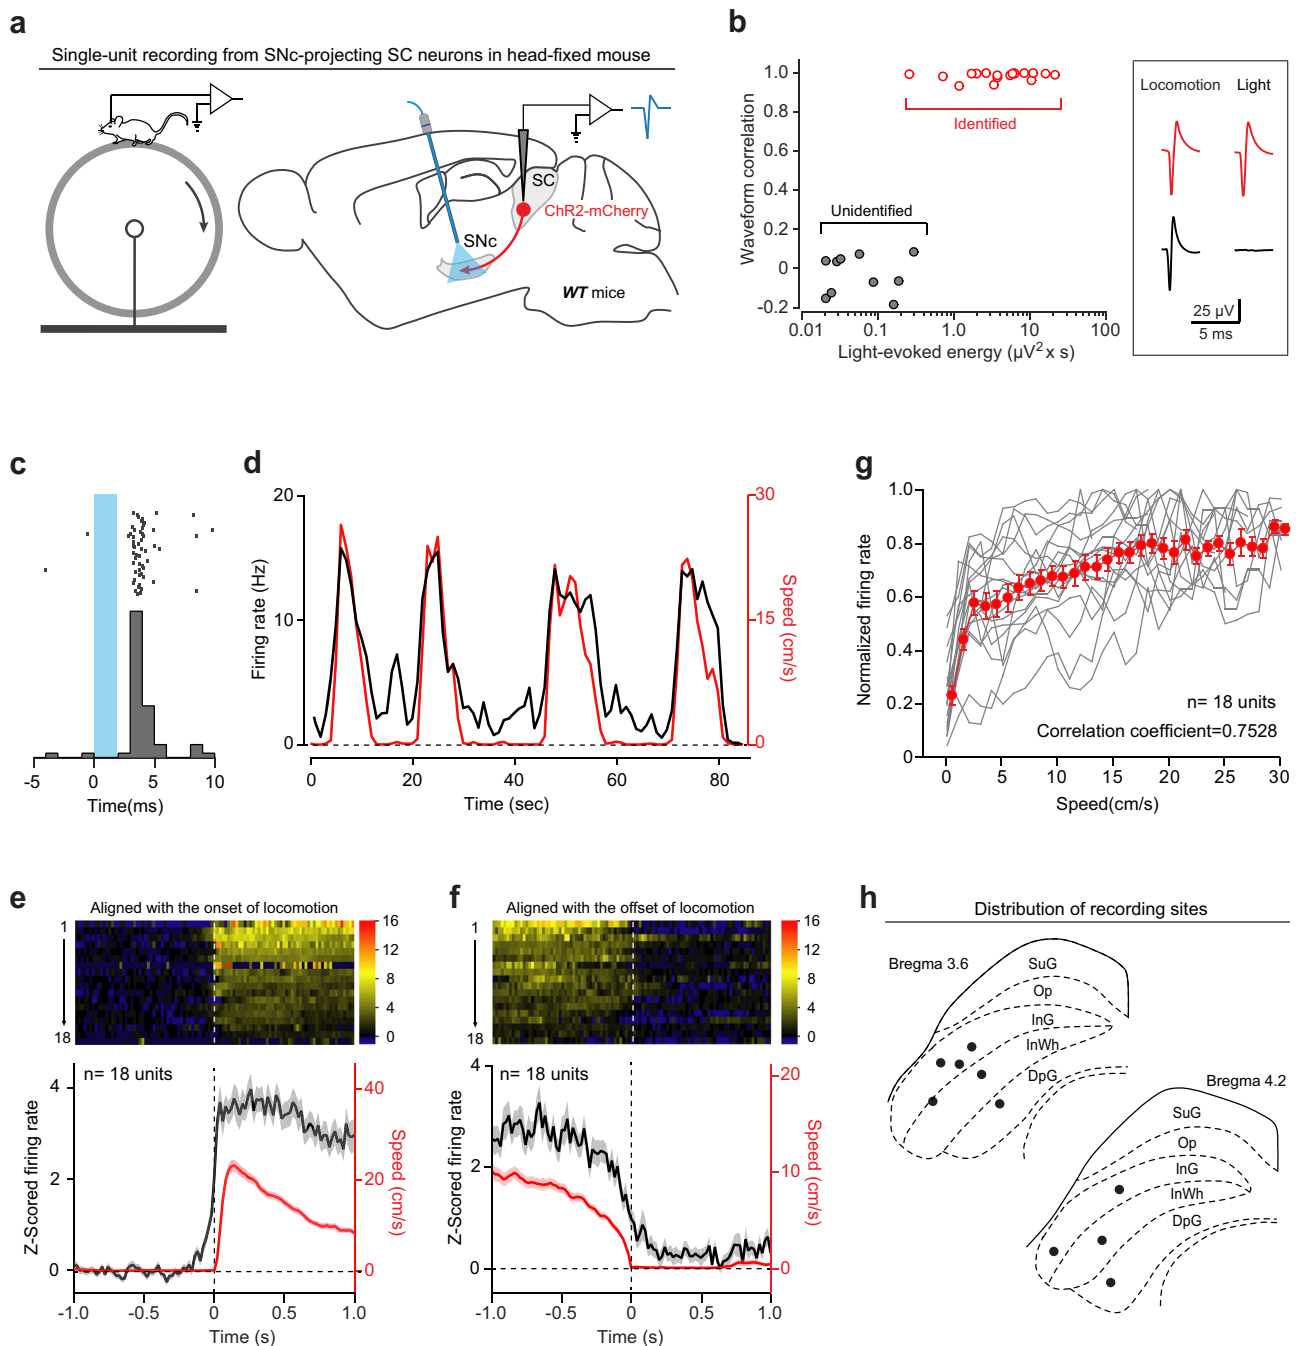 a
Single-unit recording from SNc-projecting SC neurons in head-fixed mouse
SC
ChR2-mCherry
SNc
WT mice
b
Waveform correlation
1.0
0.8
0.6
0.4
0.2
0
-0.2
Identified
Unidentified
0.01
0.1
1.0
10
100
Light-evoked energy (µV² x s)
Locomotion
Light
25 µV
5 ms
c
-5
0
5
10
Time(ms)
d
Firing rate (Hz)
20
10
0
30
15
0
Speed (cm/s)
0
20
40
60
80
Time (sec)
g
Normalized firing rate
1.0
0.8
0.6
0.4
0.2
0
n= 18 units
Correlation coefficient=0.7528
0
5
10
15
20
25
30
Speed(cm/s)
e
Aligned with the onset of locomotion
1
18
16
12
8
4
0
n= 18 units
Z-Scored firing rate
4
2
0
40
20
0
Speed (cm/s)
-1.0
-0.5
0
0.5
1.0
Time (s)
f
Aligned with the offset of locomotion
1
18
16
12
8
4
0
n= 18 units
Z-Scored firing rate
4
2
0
20
10
0
Speed (cm/s)
-1.0
-0.5
0
0.5
1.0
Time (s)
h
Distribution of recording sites
Bregma 3.6
SuG
Op
InG
InWh
DpG
Bregma 4.2
SuG
Op
InG
InWh
DpG